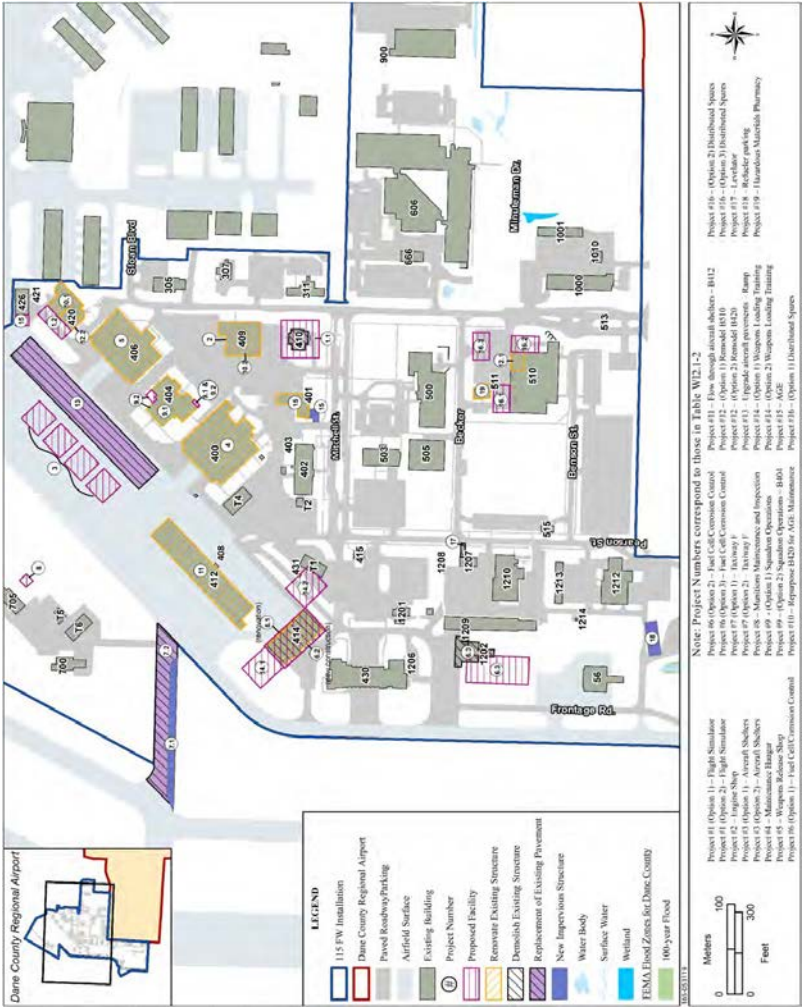 Dane County Regional Airport
LEGEND
115 FW Installation
Dane County Regional Airport
Paved Roadway/Parking
Airfield Surface
Existing Building
# Project Number
Proposed Facility
Renovate Existing Structure
Demolish Existing Structure
Replacement of Existing Pavement
New Impervious Structure
Water Body
Surface Water
Wetland
FEMA Flood Zones for Dane County
100-year Flood
Sloan Blvd
Mitchell St.
Minuteman Dr.
Becker
Benson St.
Pearson St.
Frontage Rd.
(renovation)
(new construction)
705
T5
T6
700
426
421
420
406
404
400
T4
412
408
409
410
401
403
402
T2
305
307
311
431
T1
414
415
430
1206
1201
1209
1202
1208
1207
1210
1213
1214
1212
56
503
505
500
511
510
513
515
606
666
900
1000
1001
1010
Meters
0 100
0 300
Feet
Note: Project Numbers correspond to those in Table WI2.1-2
Project #1 (Option 1) – Flight Simulator
Project #1 (Option 2) – Flight Simulator
Project #2 – Engine Shop
Project #3 (Option 1) – Aircraft Shelters
Project #3 (Option 2) – Aircraft Shelters
Project #4 – Maintenance Hangar
Project #5 – Weapons Release Shop
Project #6 (Option 1) – Fuel Cell/Corrosion Control
Project #6 (Option 2) – Fuel Cell/Corrosion Control
Project #6 (Option 3) – Fuel Cell/Corrosion Control
Project #7 (Option 1) – Taxiway F
Project #7 (Option 2) – Taxiway F
Project #8 – Munitions Maintenance and Inspection
Project #9 – (Option 1) Squadron Operations
Project #9 – (Option 2) Squadron Operations – B404
Project #10 – Repurpose B420 for AGE Maintenance
Project #11 – Flow through aircraft shelters – B412
Project #12 – (Option 1) Remodel B510
Project #12 – (Option 2) Remodel B420
Project #13 – Upgrade aircraft pavements – Ramp
Project #14 – (Option 1) Weapons Loading Training
Project #14 – (Option 2) Weapons Loading Training
Project #15 – AGE
Project #16 – (Option 1) Distributed Spares
Project #16 – (Option 2) Distributed Spares
Project #16 – (Option 3) Distributed Spares
Project #17 – Levelator
Project #18 – Refueler parking
Project #19 – Hazardous Materials Pharmacy